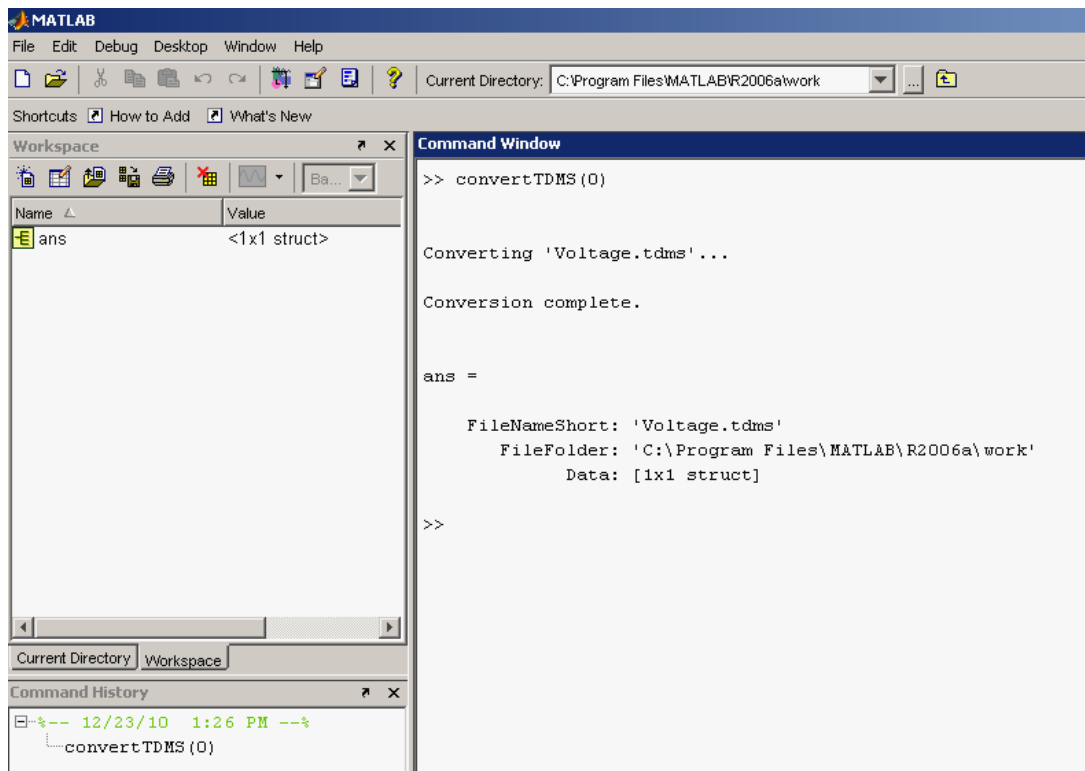 MATLAB
File Edit Debug Desktop Window Help
Current Directory: C:\Program Files\MATLAB\R2006a\work ...
Shortcuts How to Add What's New
Workspace
Ba...
Name Value
ans <1x1 struct>
Current Directory Workspace
Command History
%-- 12/23/10 1:26 PM --%
convertTDMS(0)
Command Window
>> convertTDMS(0)
Converting 'Voltage.tdms'...
Conversion complete.
ans =
FileNameShort: 'Voltage.tdms'
FileFolder: 'C:\Program Files\MATLAB\R2006a\work'
Data: [1x1 struct]
>>